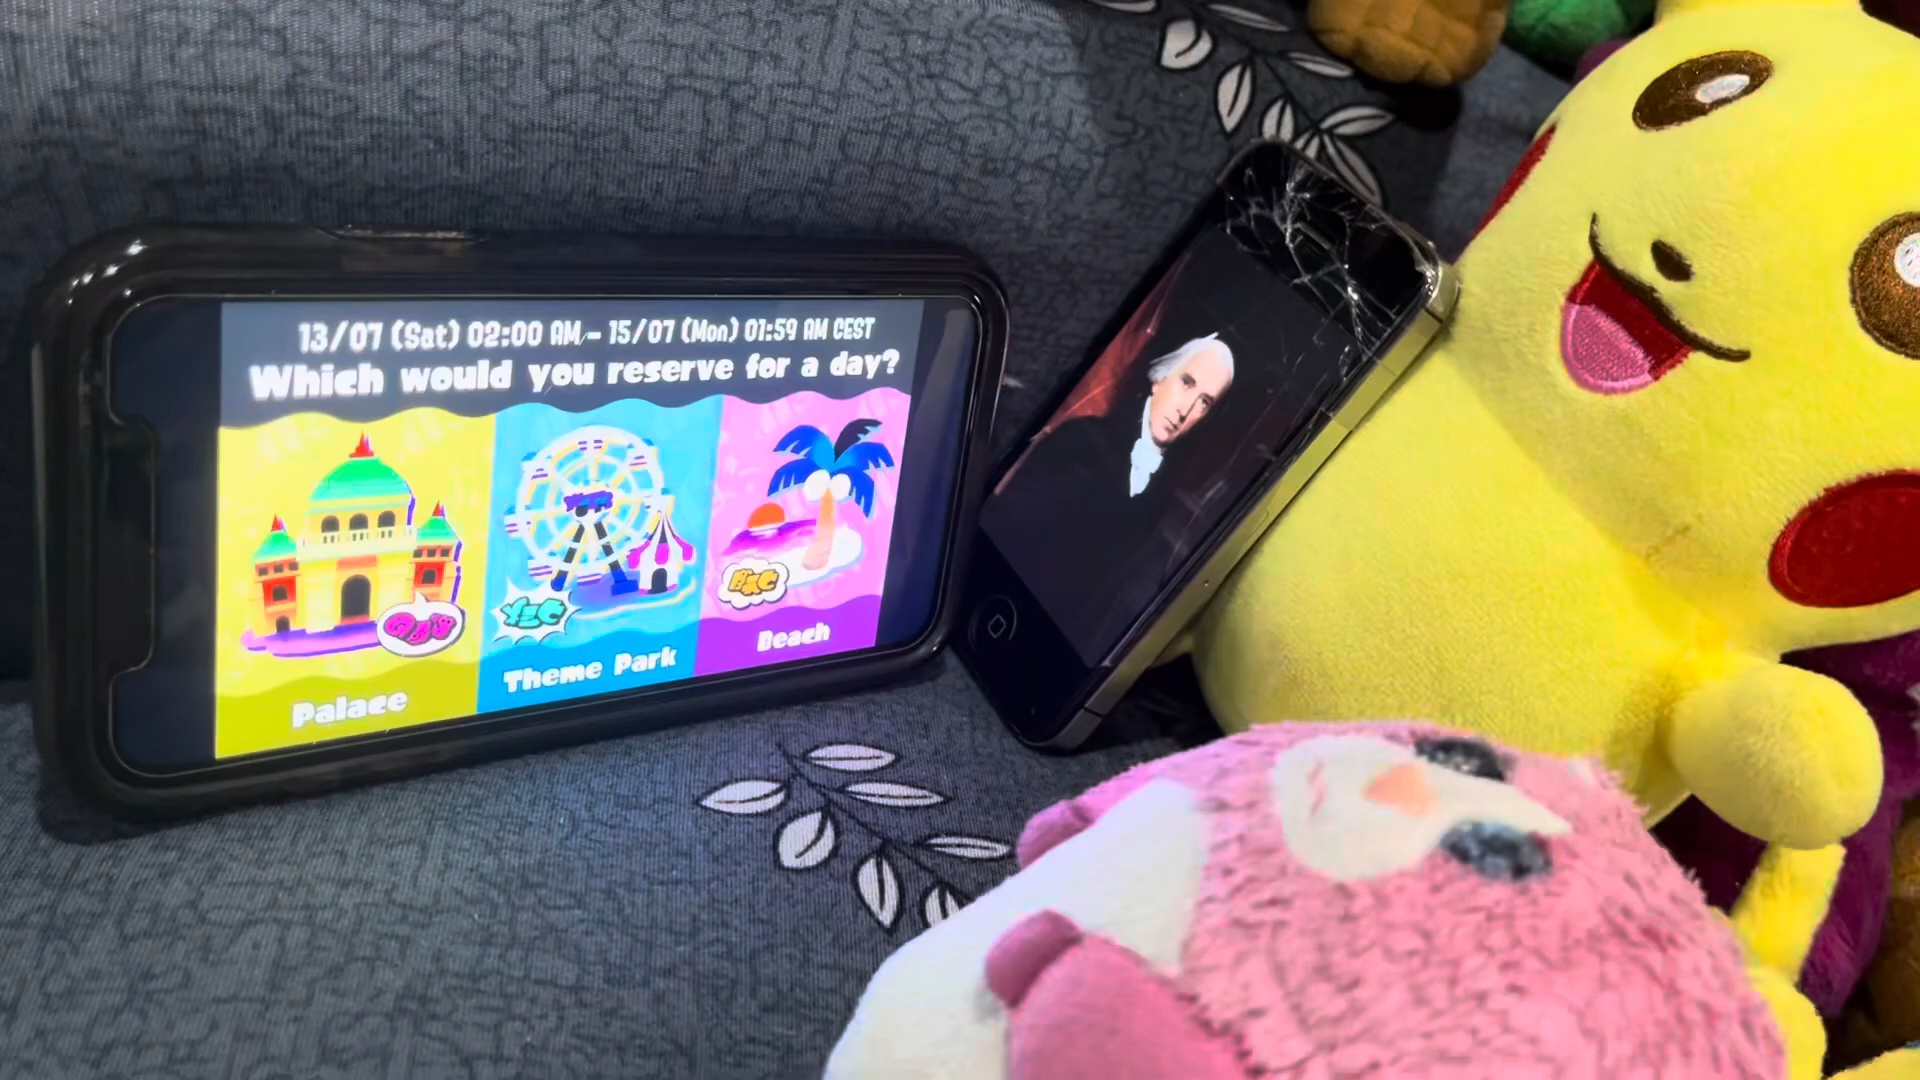 13/07 (Sat) 02:00 AM – 15/07 (Mon) 01:59 AM CEST
Which would you reserve for a day?
Palace
Theme Park
Beach